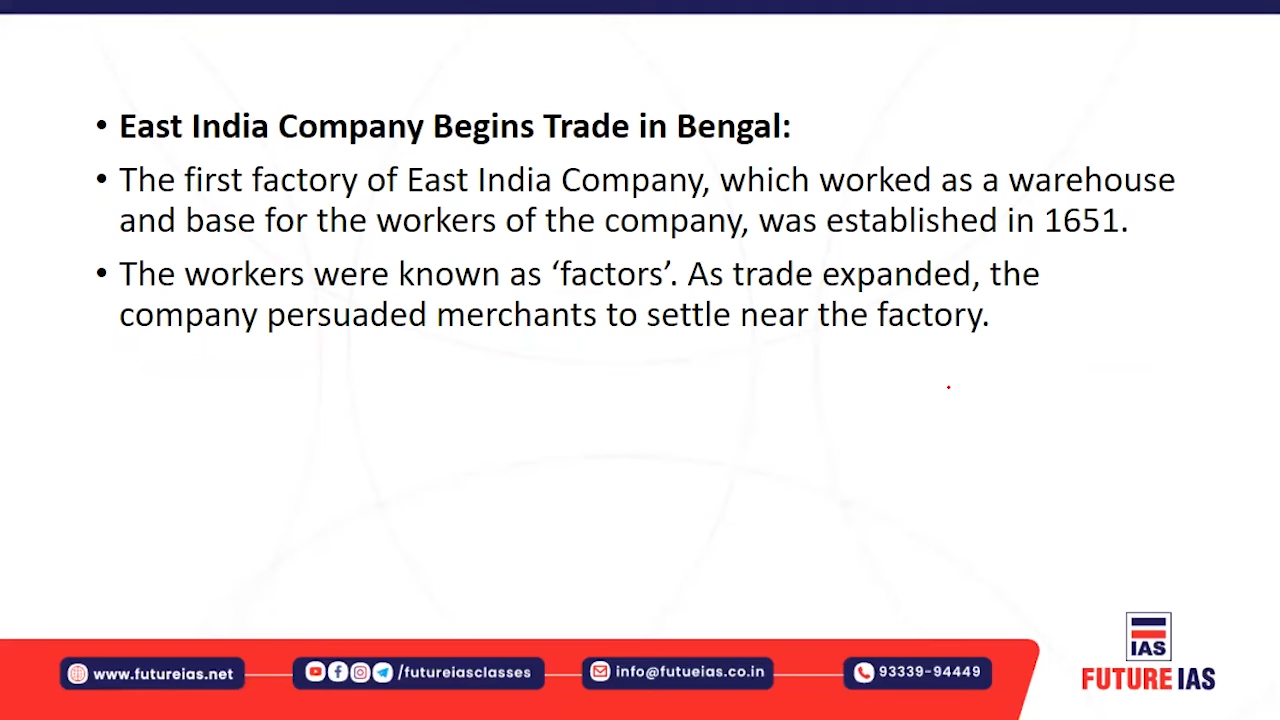 • East India Company Begins Trade in Bengal:
• The first factory of East India Company, which worked as a warehouse
and base for the workers of the company, was established in 1651.
• The workers were known as ‘factors’. As trade expanded, the
company persuaded merchants to settle near the factory.
IAS
www.futureias.net
/futureiasclasses
info@futueias.co.in
93339-94449
FUTURE IAS